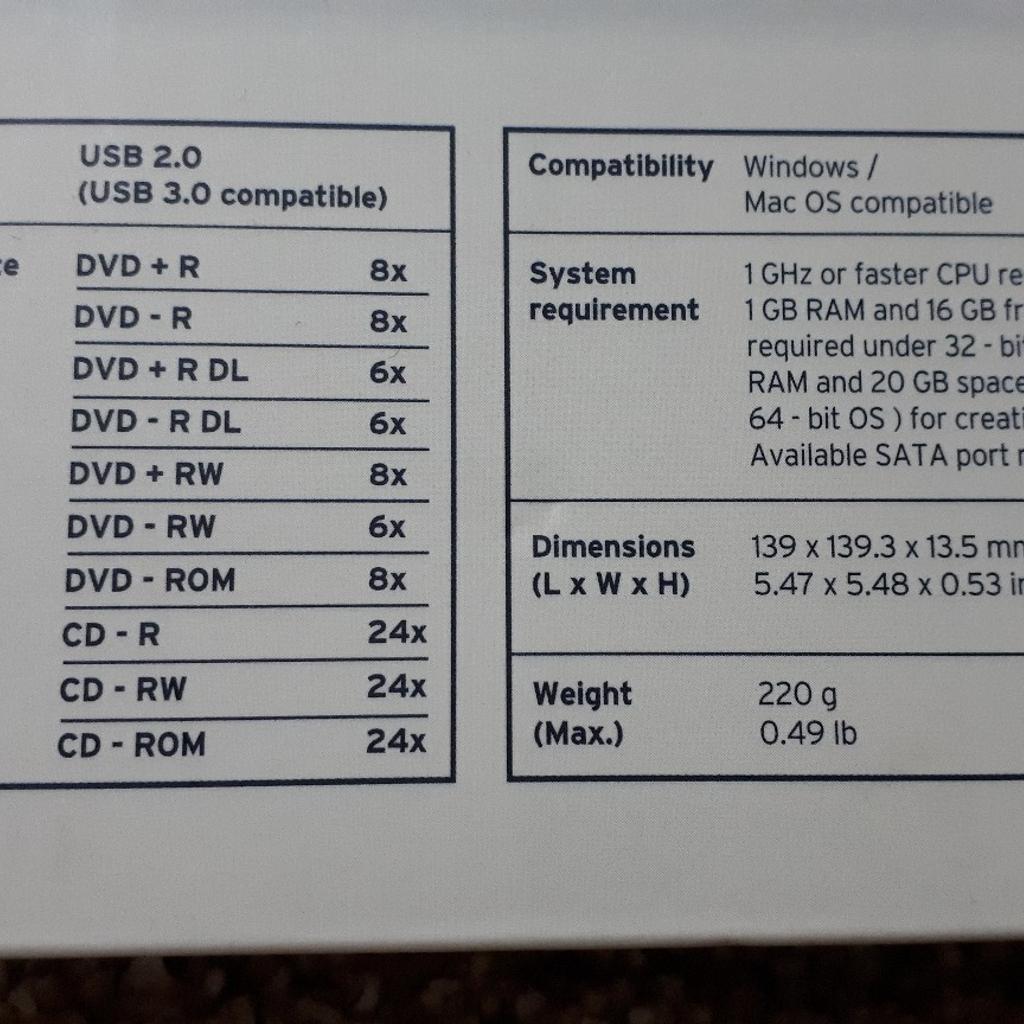 USB 2.0
(USB 3.0 compatible)
DVD + R 8x
DVD - R 8x
DVD + R DL 6x
DVD - R DL 6x
DVD + RW 8x
DVD - RW 6x
DVD - ROM 8x
CD - R 24x
CD - RW 24x
CD - ROM 24x
Compatibility Windows /
Mac OS compatible
System requirement
1 GHz or faster CPU
1 GB RAM and 16 GB
required under 32 -
RAM and 20 GB space
64 - bit OS ) for
Available SATA port
Dimensions 139 x 139.3 x 13.5
(L x W x H) 5.47 x 5.48 x 0.53
Weight 220 g
(Max.) 0.49 lb